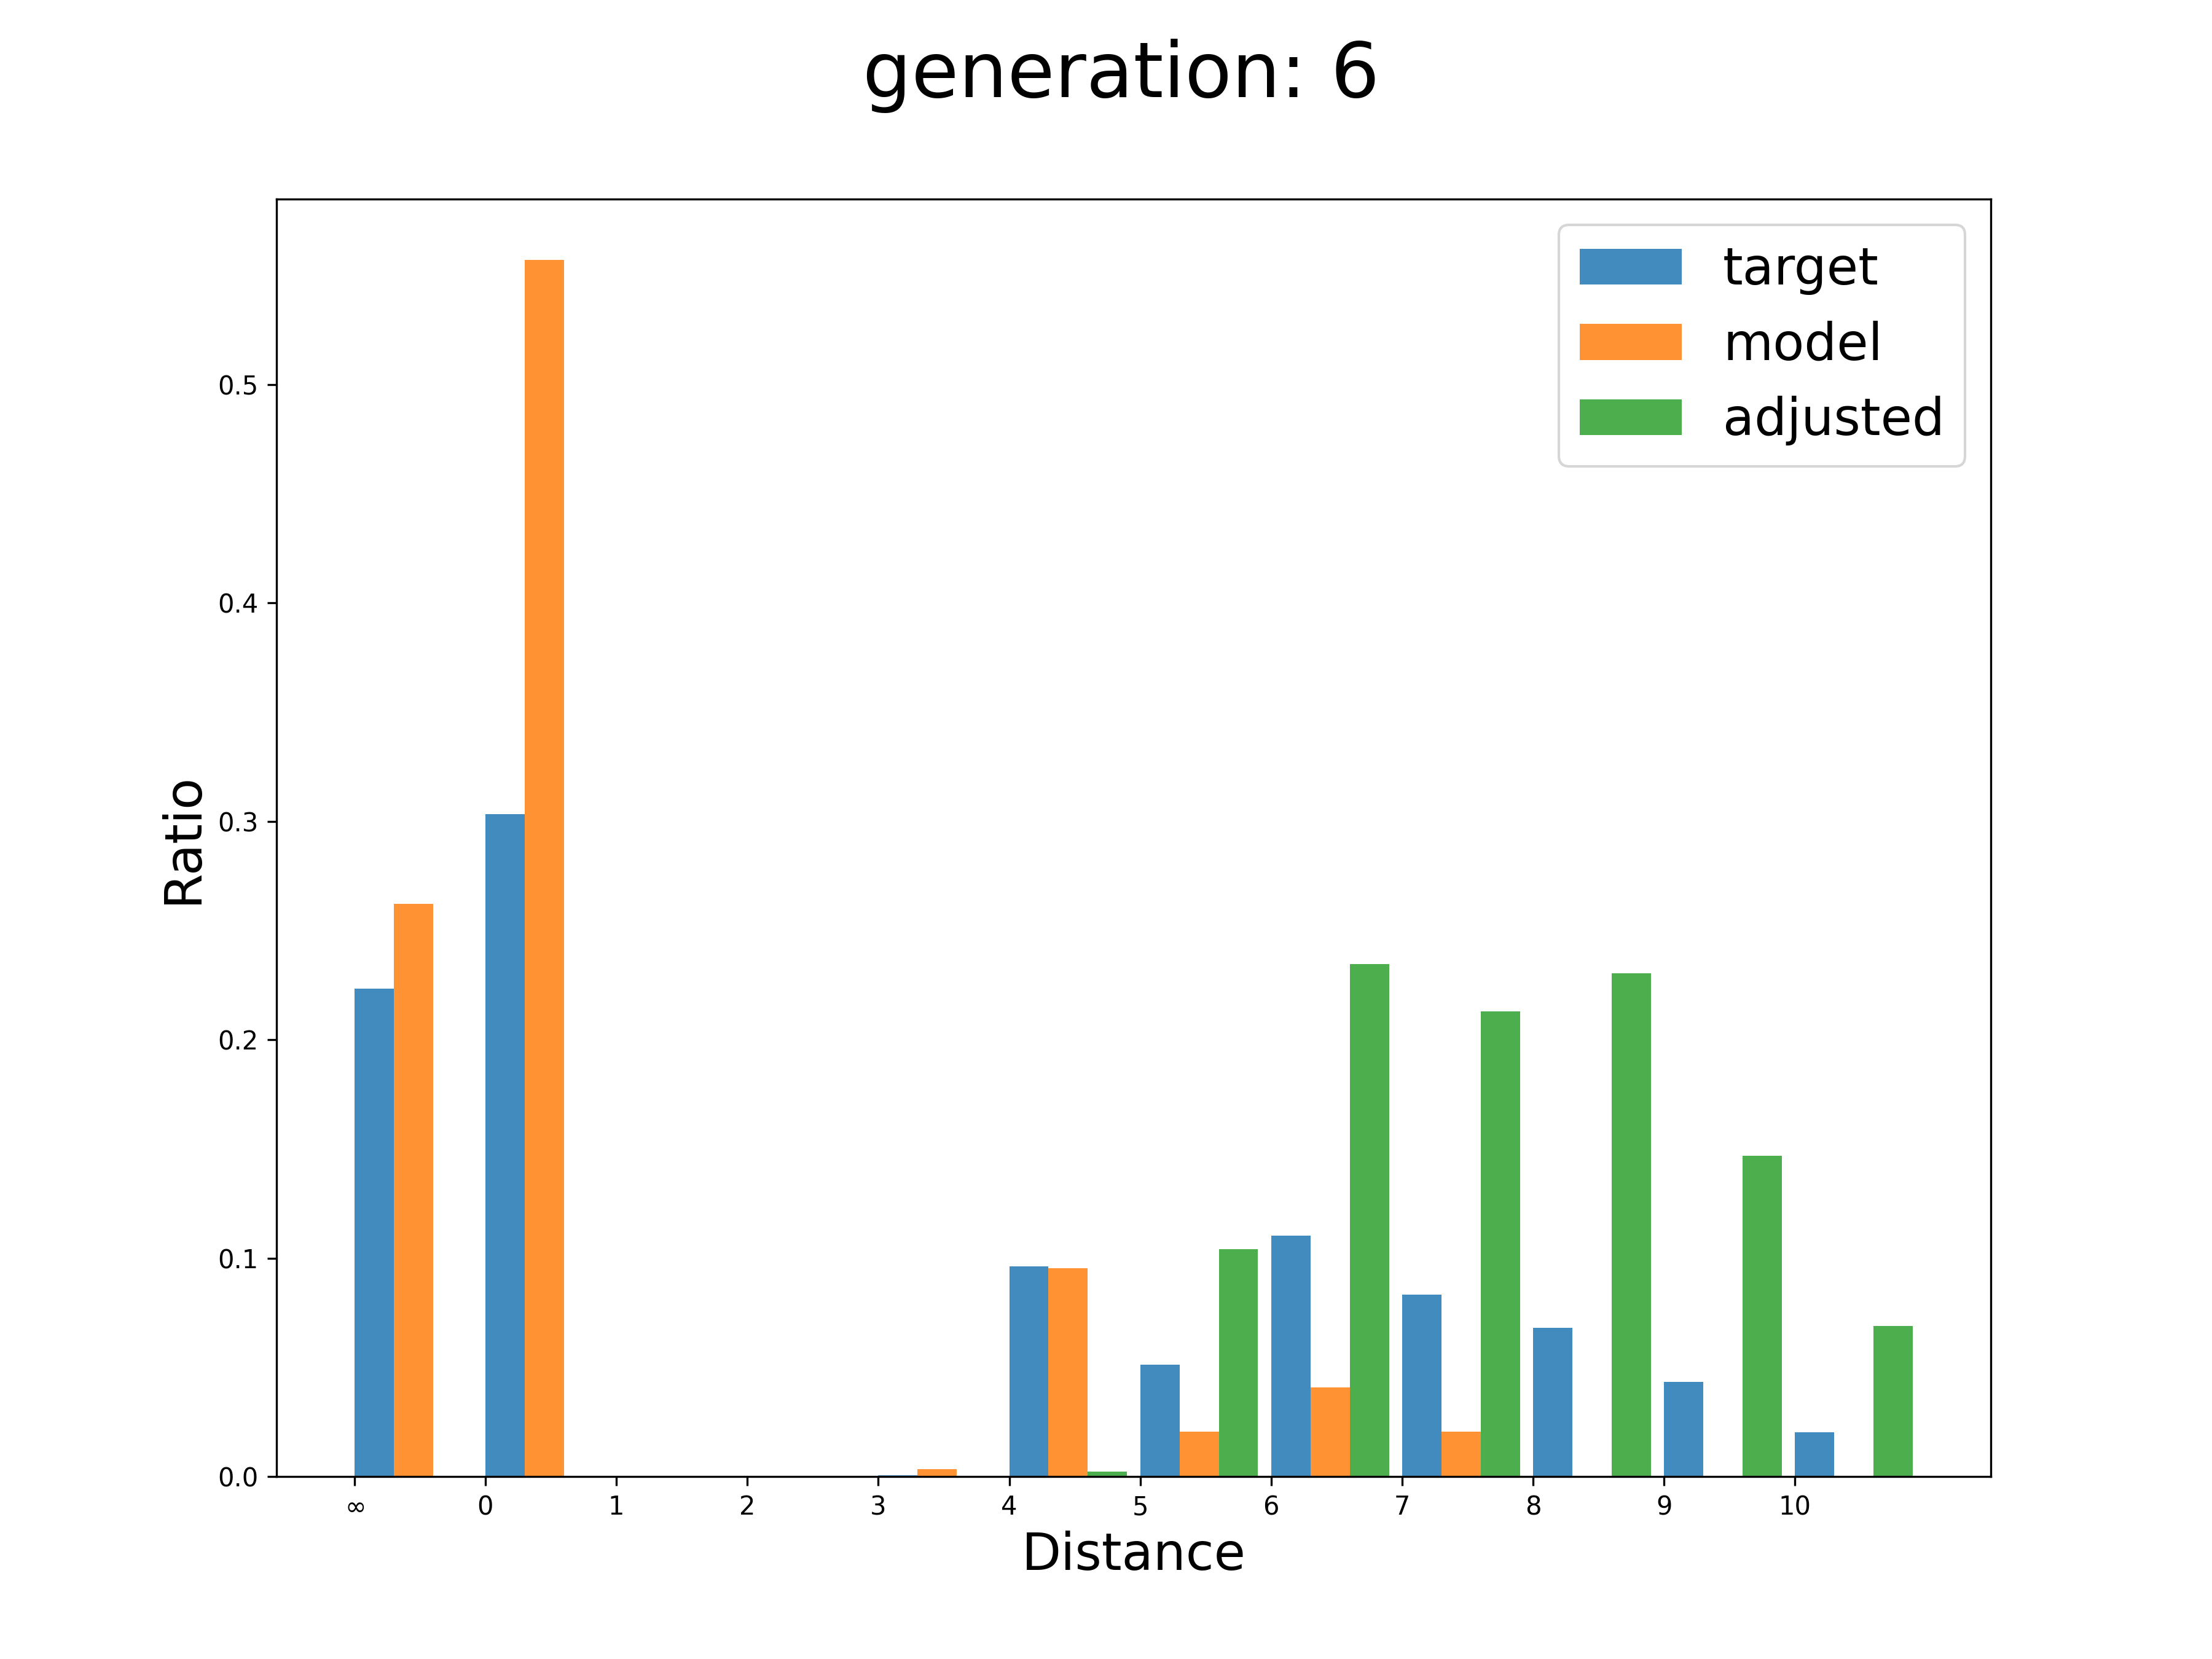 generation: 6
target
model
adjusted
Ratio
0.5
0.4
0.3
0.2
0.1
0.0
∞ 0 1 2 3 4 5 6 7 8 9 10
Distance